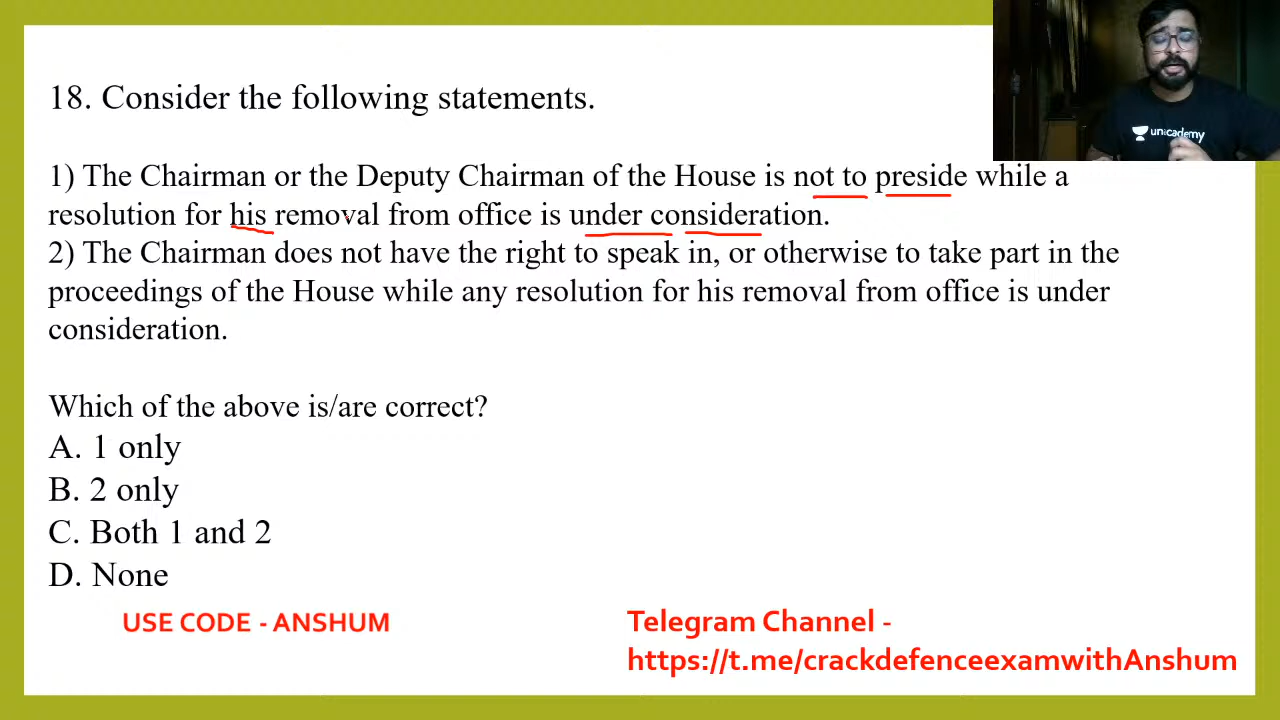 18. Consider the following statements.
unacademy
1) The Chairman or the Deputy Chairman of the House is not to preside while a
resolution for his removal from office is under consideration.
2) The Chairman does not have the right to speak in, or otherwise to take part in the
proceedings of the House while any resolution for his removal from office is under
consideration.
Which of the above is/are correct?
A. 1 only
B. 2 only
C. Both 1 and 2
D. None
USE CODE - ANSHUM
Telegram Channel -
https://t.me/crackdefenceexamwithAnshum